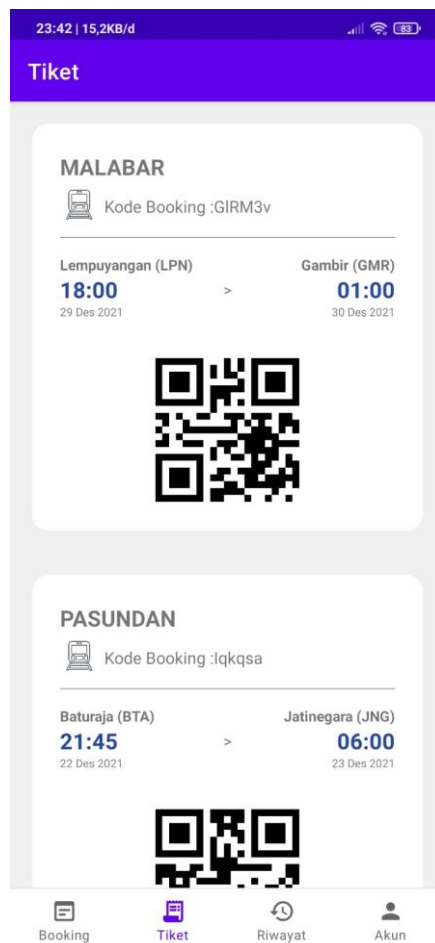 23:42 | 15,2KB/d 83
Tiket
MALABAR
Kode Booking :GlRM3v
Lempuyangan (LPN) Gambir (GMR)
18:00 > 01:00
29 Des 2021 30 Des 2021
PASUNDAN
Kode Booking :Iqkqsa
Baturaja (BTA) Jatinegara (JNG)
21:45 > 06:00
22 Des 2021 23 Des 2021
Booking Tiket Riwayat Akun